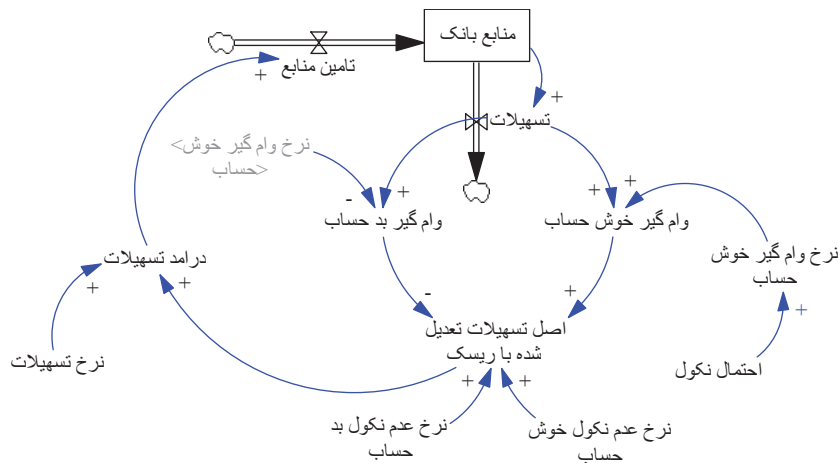 منابع بانک
تامین منابع
+
+
تسهیلات
<نرخ وام گیر خوش
حساب>
-
+
+
+
وام گیر بد حساب
وام گیر خوش حساب
نرخ وام گیر خوش
حساب
درامد تسهیلات
+
+
-
+
+
اصل تسهیلات تعدیل
شده با ریسک
نرخ تسهیلات
احتمال نکول
+
+
نرخ عدم نکول بد
حساب
نرخ عدم نکول خوش
حساب